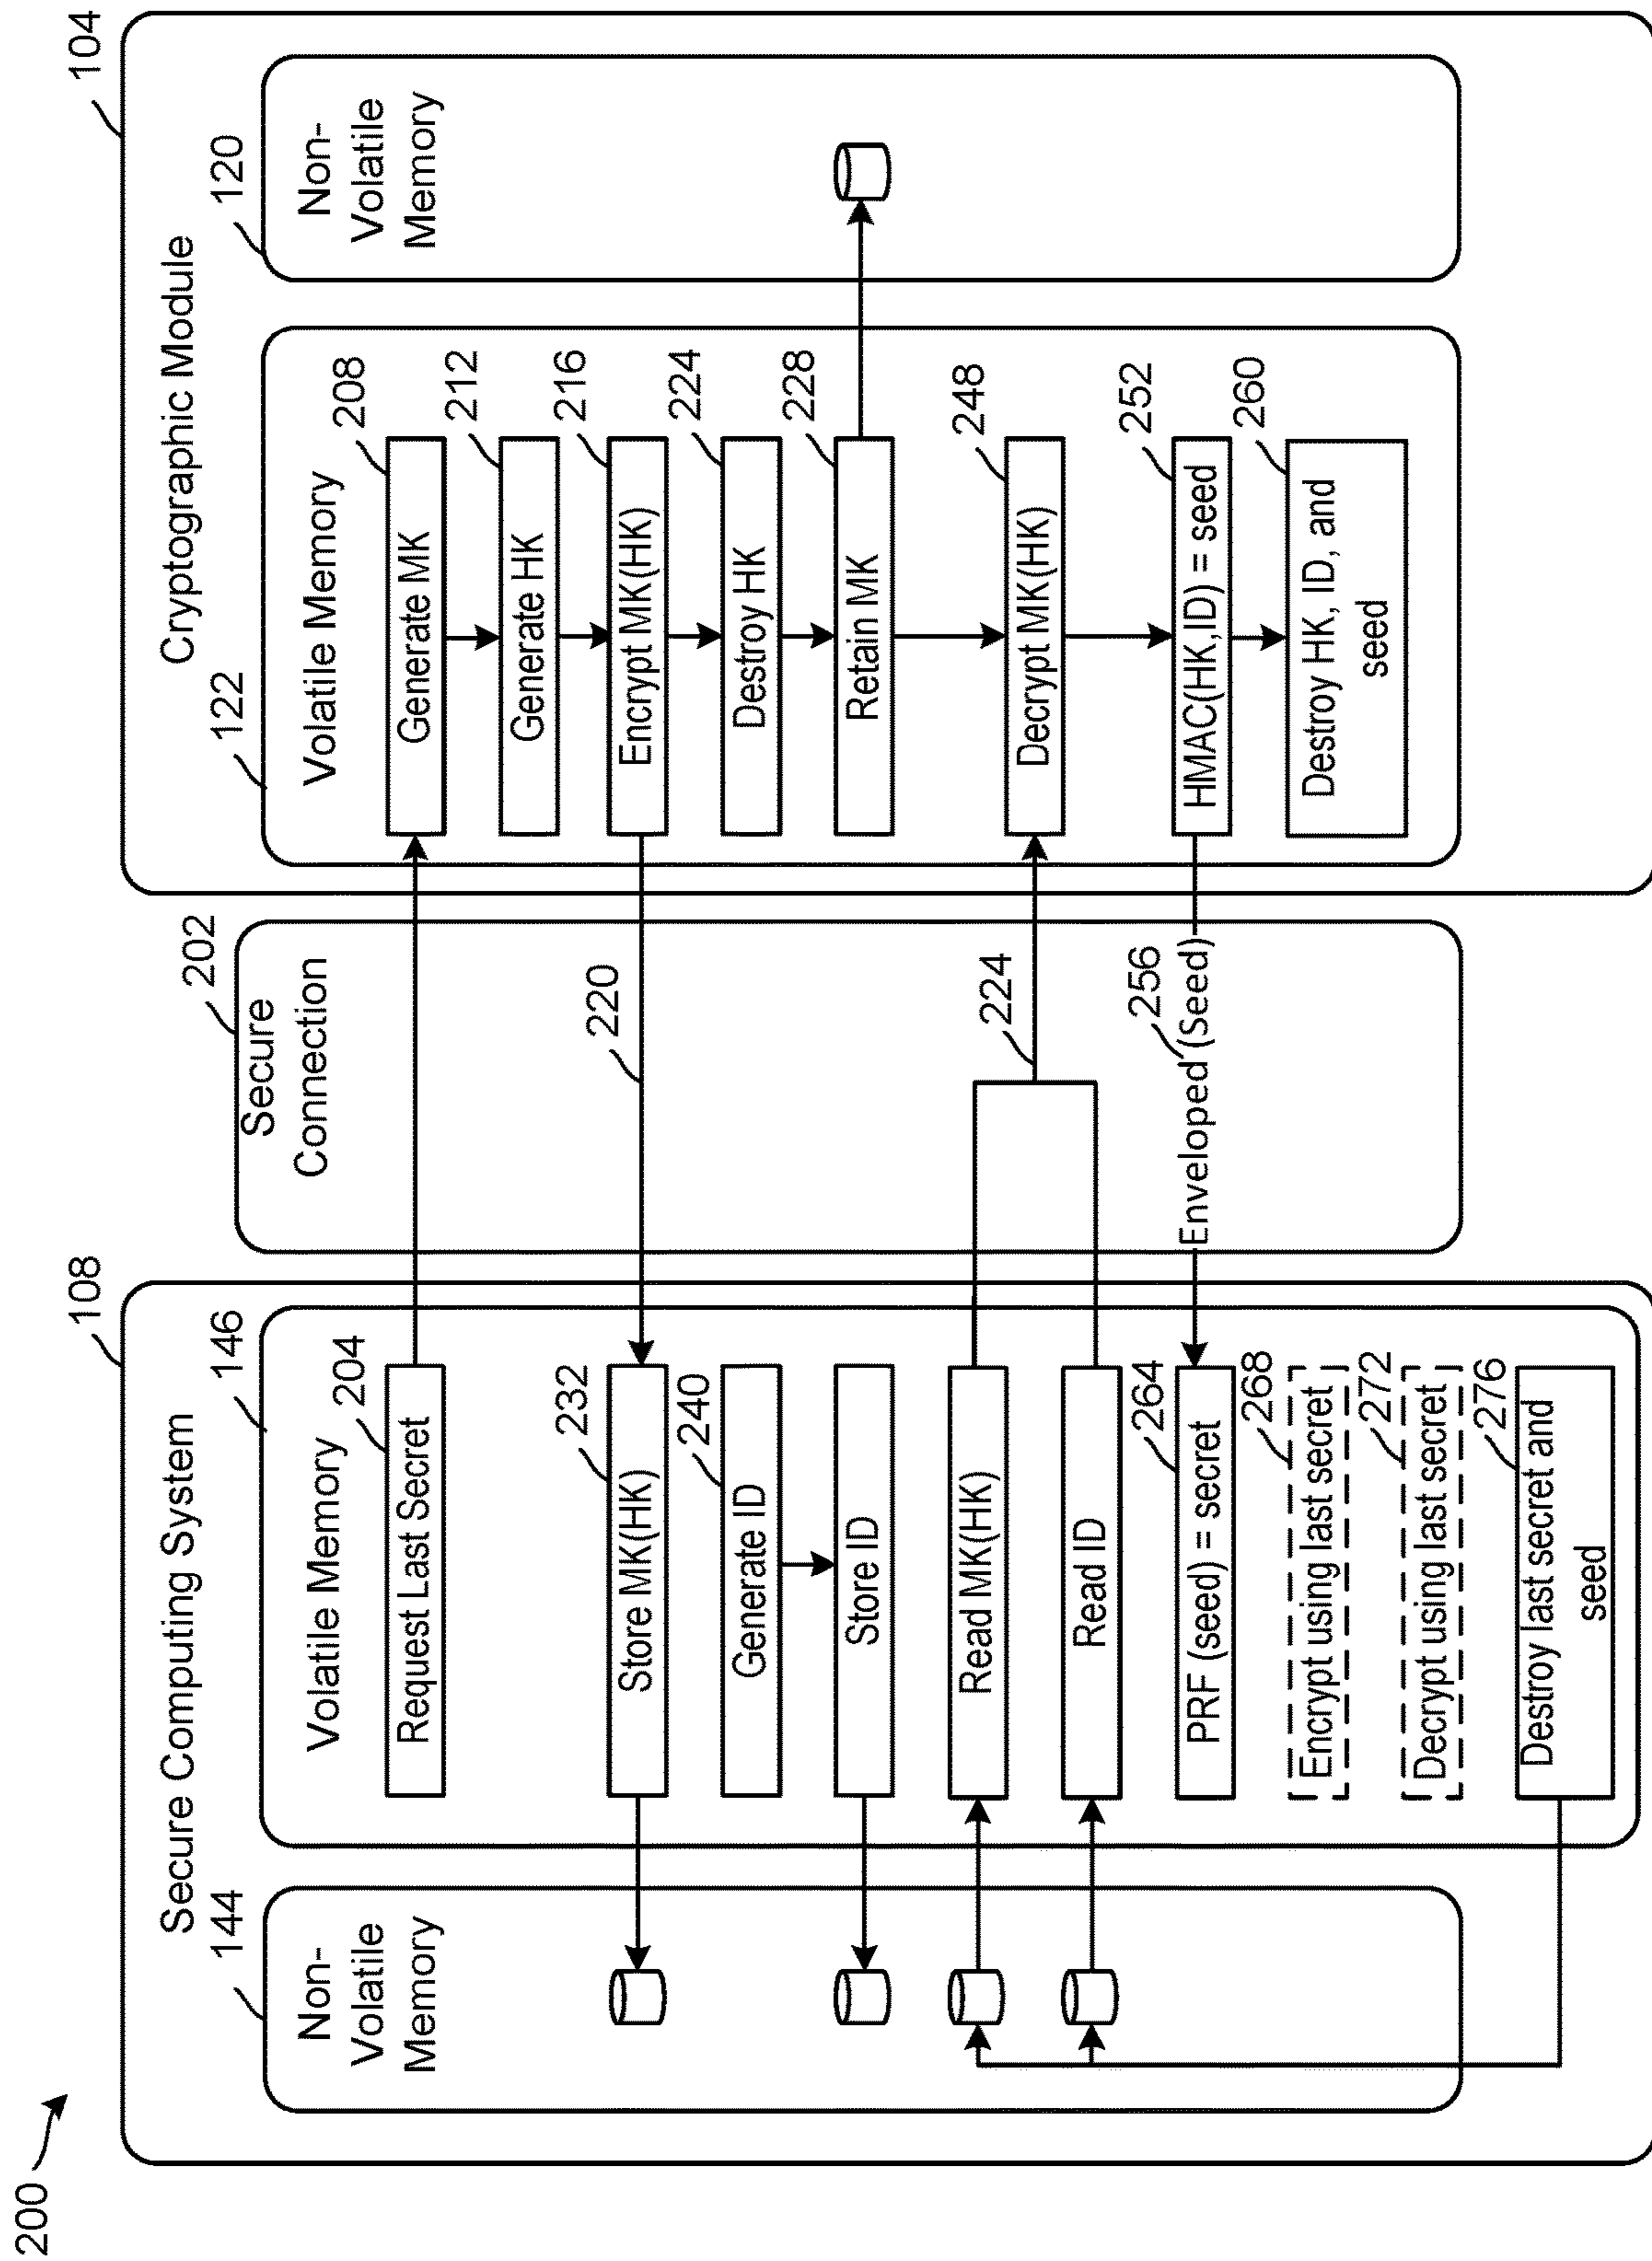 200
Secure Computing System
108
144
Non-
Volatile
Memory
146
Volatile Memory
204
Request Last Secret
232
Store MK(HK)
240
Generate ID
Store ID
Read MK(HK)
Read ID
264
PRF (seed) = secret
268
Encrypt using last secret
272
Decrypt using last secret
276
Destroy last secret and
seed
202
Secure
Connection
220
224
256
Enveloped (Seed)
Cryptographic Module
104
122
Volatile Memory
208
Generate MK
212
Generate HK
216
Encrypt MK(HK)
224
Destroy HK
228
Retain MK
248
Decrypt MK(HK)
252
HMAC(HK,ID) = seed
260
Destroy HK, ID, and
seed
120
Non-
Volatile
Memory